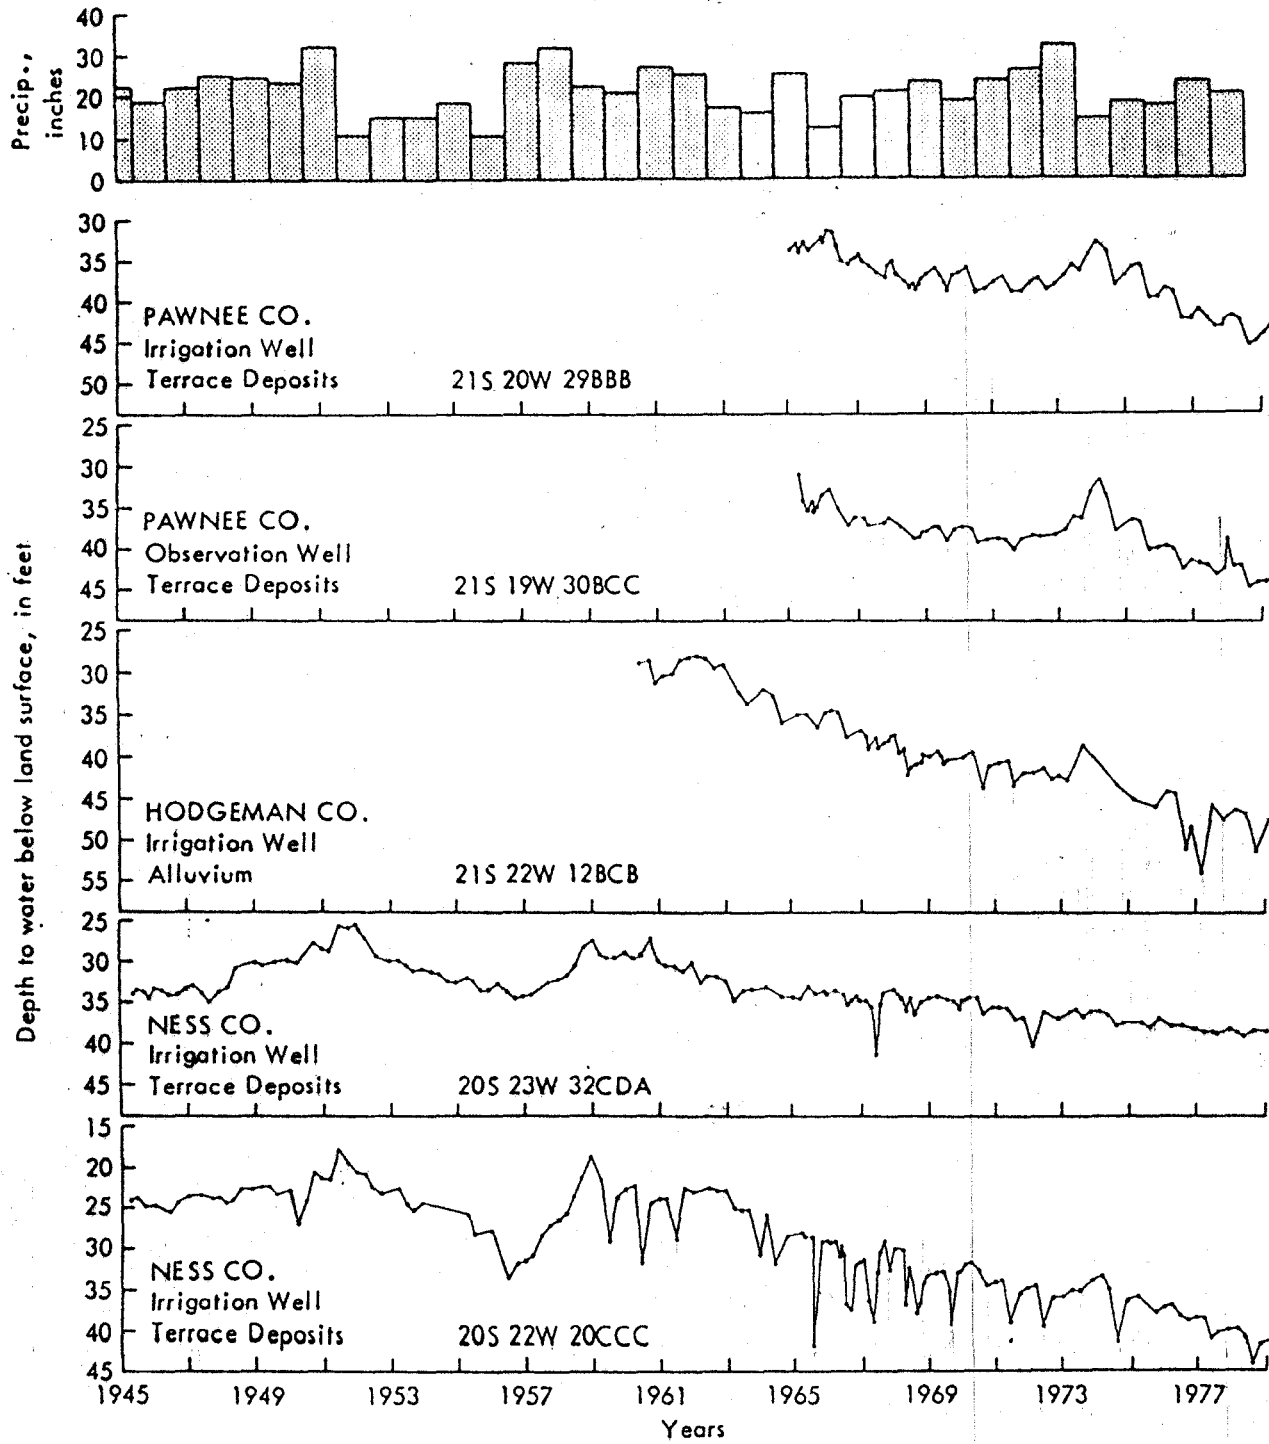 Precip.,
inches
40
30
20
10
0
Depth to water below land surface, in feet
30
35
40
45
50
PAWNEE CO.
Irrigation Well
Terrace Deposits 21S 20W 29BBB
25
30
35
40
45
PAWNEE CO.
Observation Well
Terrace Deposits 21S 19W 30BCC
25
30
35
40
45
50
55
HODGEMAN CO.
Irrigation Well
Alluvium 21S 22W 12BCB
25
30
35
40
45
NESS CO.
Irrigation Well
Terrace Deposits 20S 23W 32CDA
15
20
25
30
35
40
45
NESS CO.
Irrigation Well
Terrace Deposits 20S 22W 20CCC
1945 1949 1953 1957 1961 1965 1969 1973 1977
Years